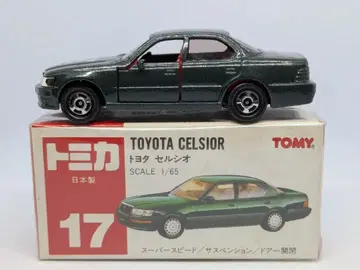 トミカ
日本製
17
TOYOTA CELSIOR
トヨタ セルシオ
SCALE 1/65
TOMY
スーパースピード/サスペンション/ドアー開閉